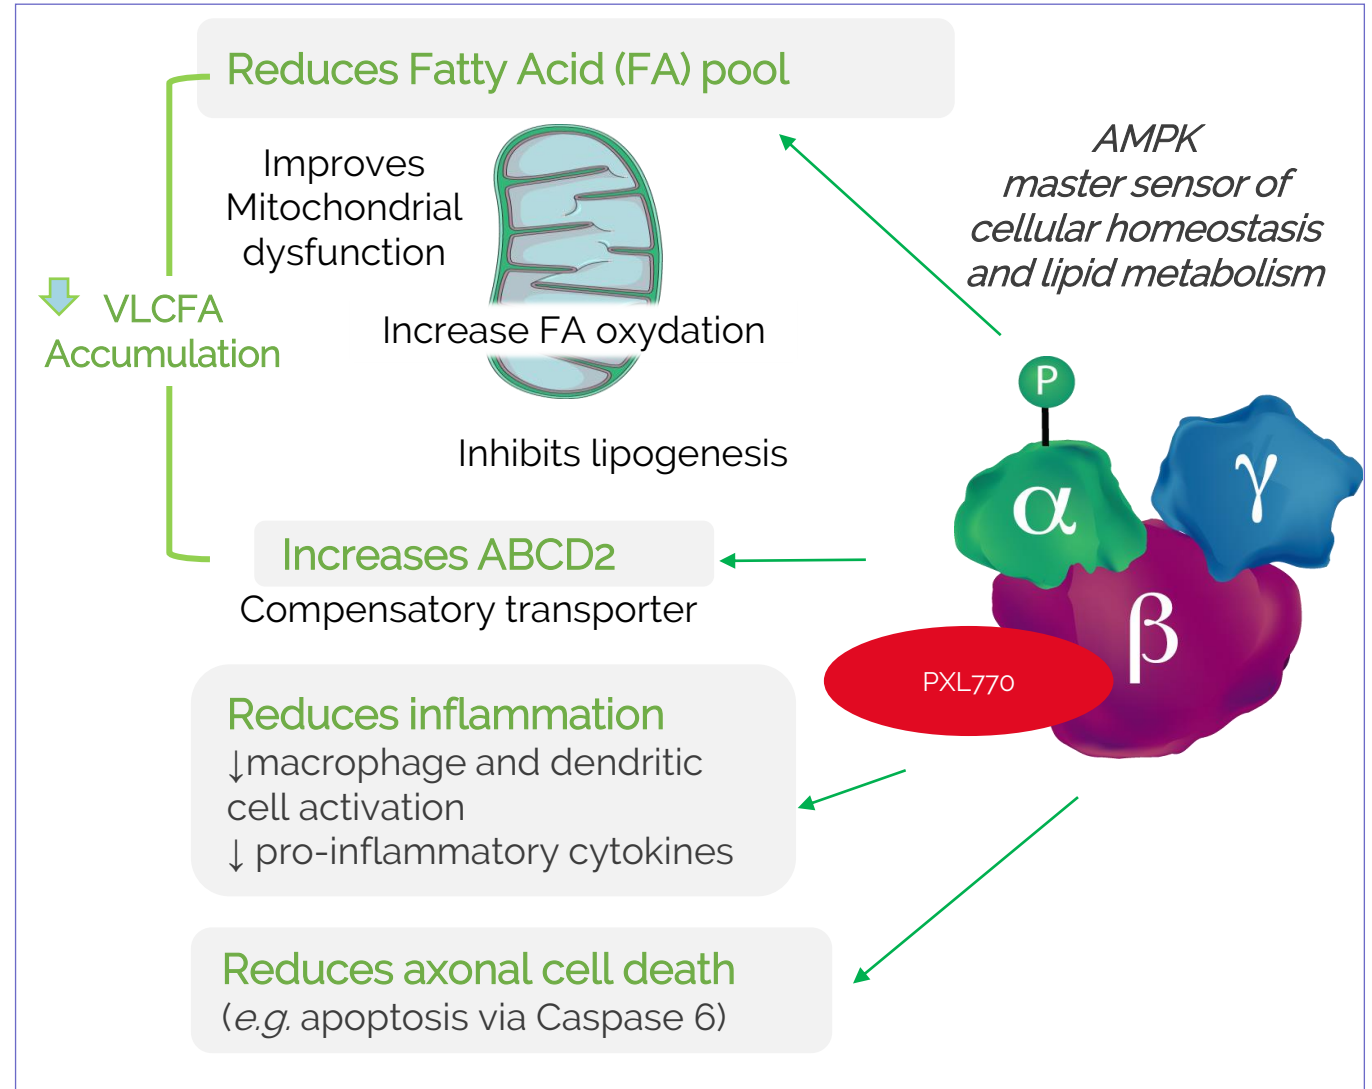 Reduces Fatty Acid (FA) pool
Improves
Mitochondrial
dysfunction
AMPK
master sensor of
cellular homeostasis
and lipid metabolism
VLCFA
Accumulation
Increase FA oxydation
P
Inhibits lipogenesis
α
γ
β
Increases ABCD2
Compensatory transporter
PXL770
Reduces inflammation
↓macrophage and dendritic
cell activation
↓ pro-inflammatory cytokines
Reduces axonal cell death
(e.g. apoptosis via Caspase 6)